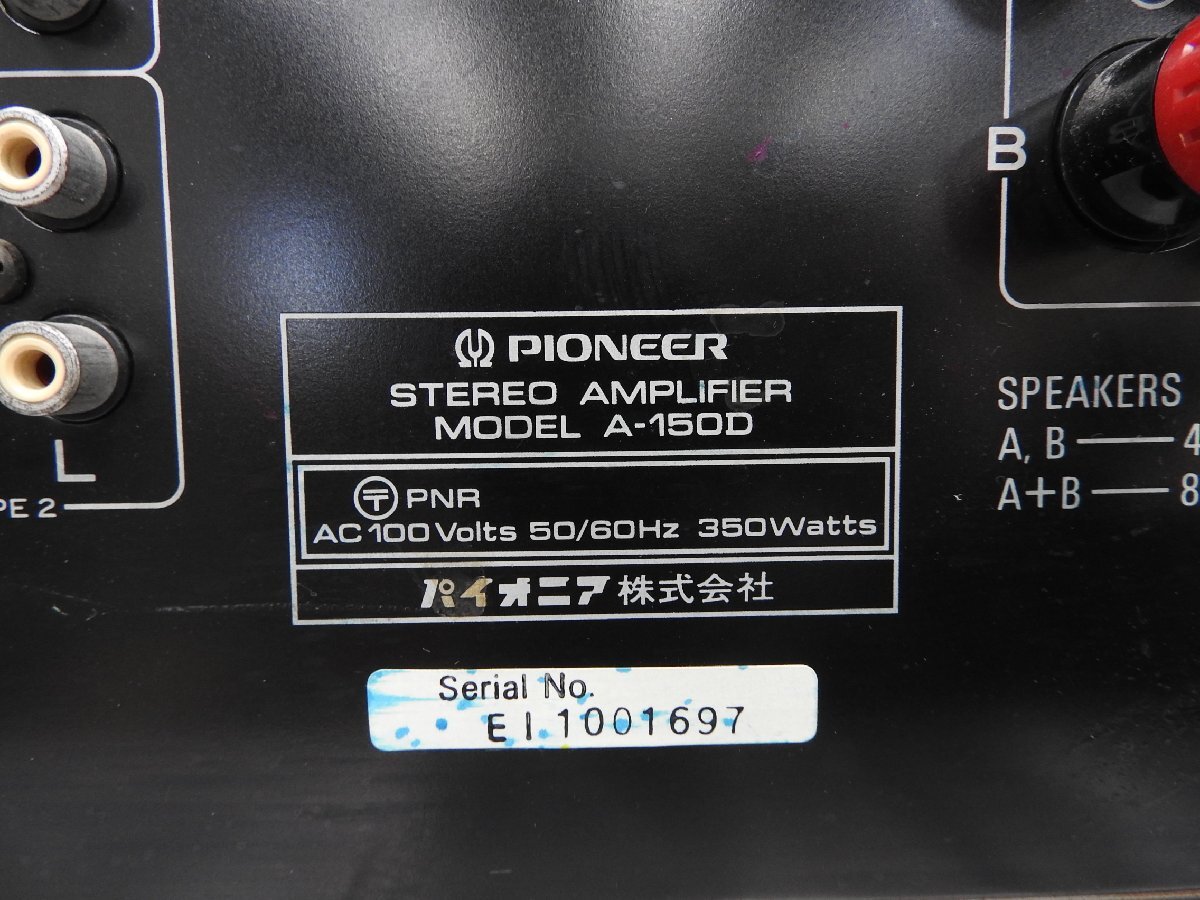 B
PIONEER
STEREO AMPLIFIER
MODEL A-150D
〒 PNR
AC 100 Volts 50/60Hz 350 Watts
パイオニア株式会社
Serial No.
EI 1001697
L
PE 2
SPEAKERS
A, B — 4
A+B — 8